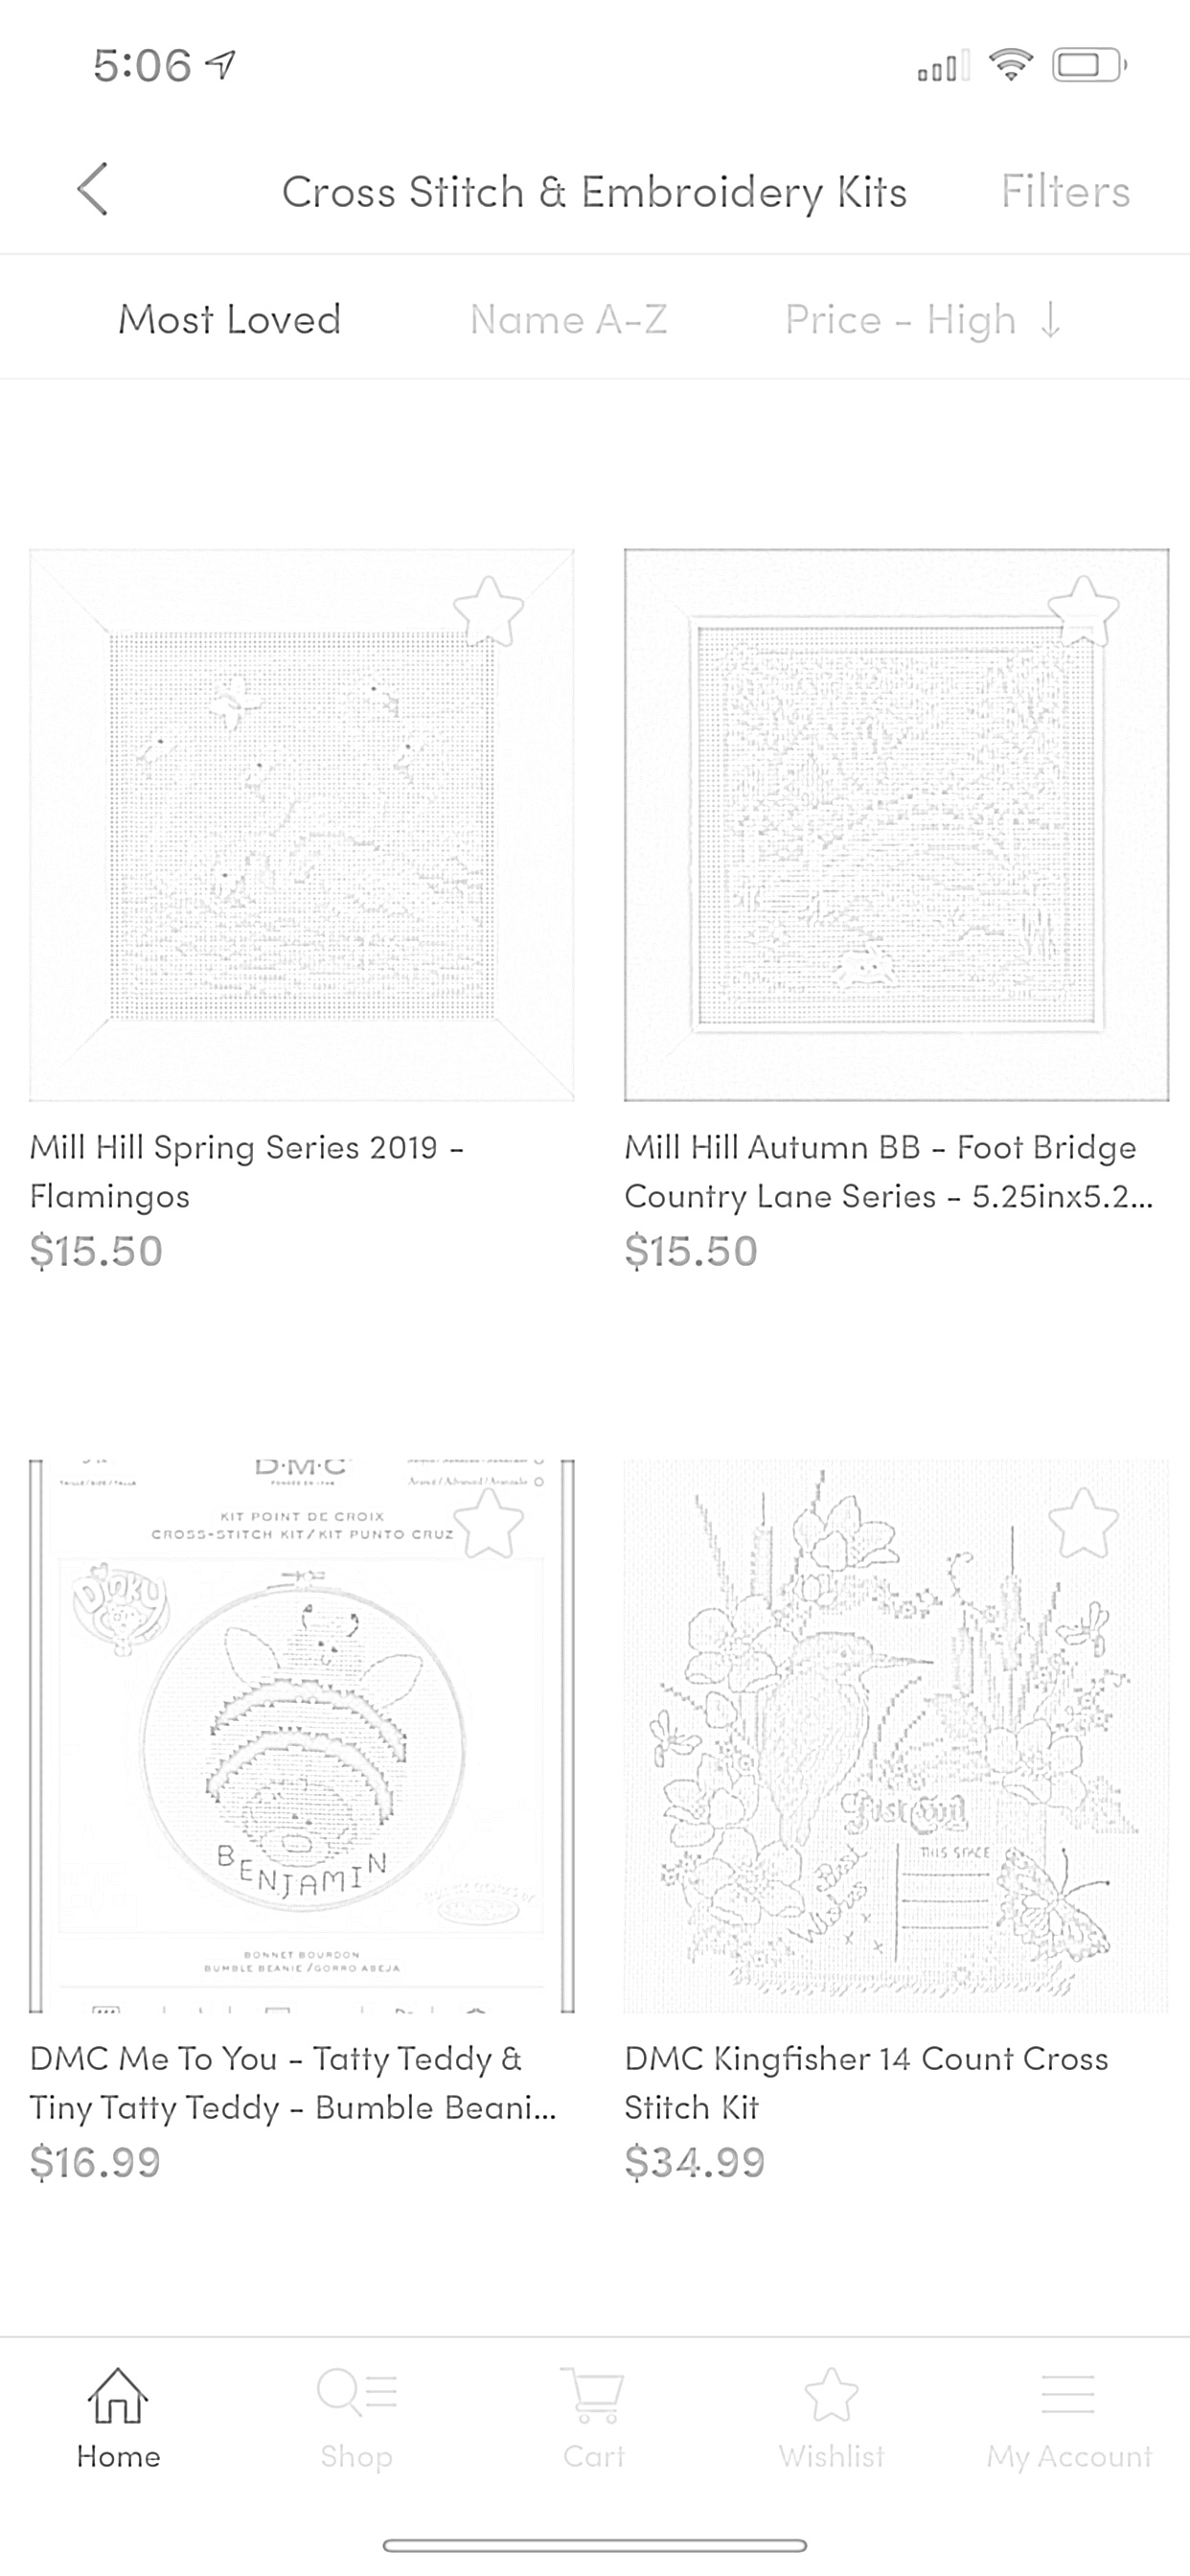 5:06
Cross Stitch & Embroidery Kits
Filters
Most Loved
Name A-Z
Price - High ↓
Mill Hill Spring Series 2019 -
Flamingos
$15.50
Mill Hill Autumn BB - Foot Bridge
Country Lane Series - 5.25inx5.2...
$15.50
D·M·C
KIT POINT DE CROIX
CROSS-STITCH KIT/KIT PUNTO CRUZ
Dinky
BENJAMIN
BONNET BOURDON
BUMBLE BEANIE/GORRO ABEJA
Best
Wishes
THIS SPACE
DMC Me To You - Tatty Teddy &
Tiny Tatty Teddy - Bumble Beani...
$16.99
DMC Kingfisher 14 Count Cross
Stitch Kit
$34.99
Home
Shop
Cart
Wishlist
My Account